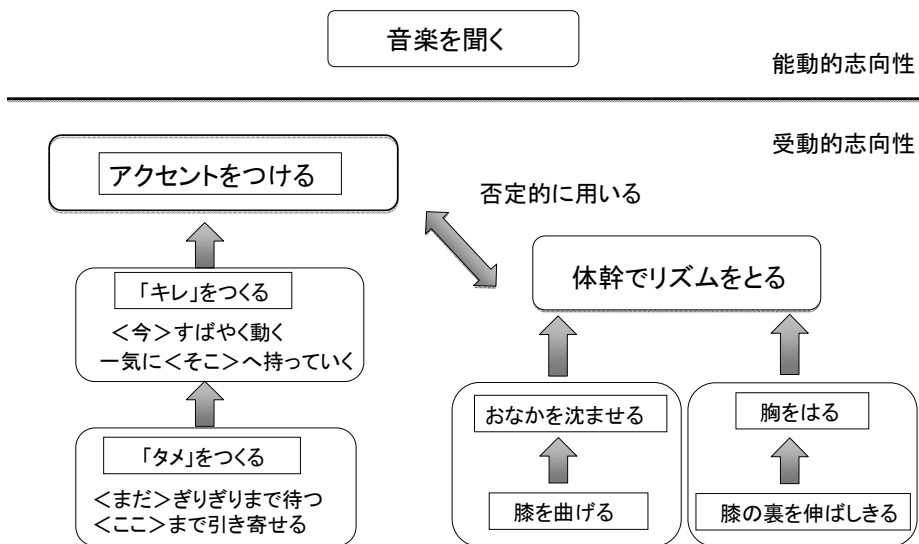 音楽を聞く
能動的志向性
受動的志向性
アクセントをつける
否定的に用いる
体幹でリズムをとる
「キレ」をつくる
＜今＞すばやく動く
一気に＜そこ＞へ持っていく
「タメ」をつくる
＜まだ＞ぎりぎりまで待つ
＜ここ＞まで引き寄せる
おなかを沈ませる
膝を曲げる
胸をはる
膝の裏を伸ばしきる